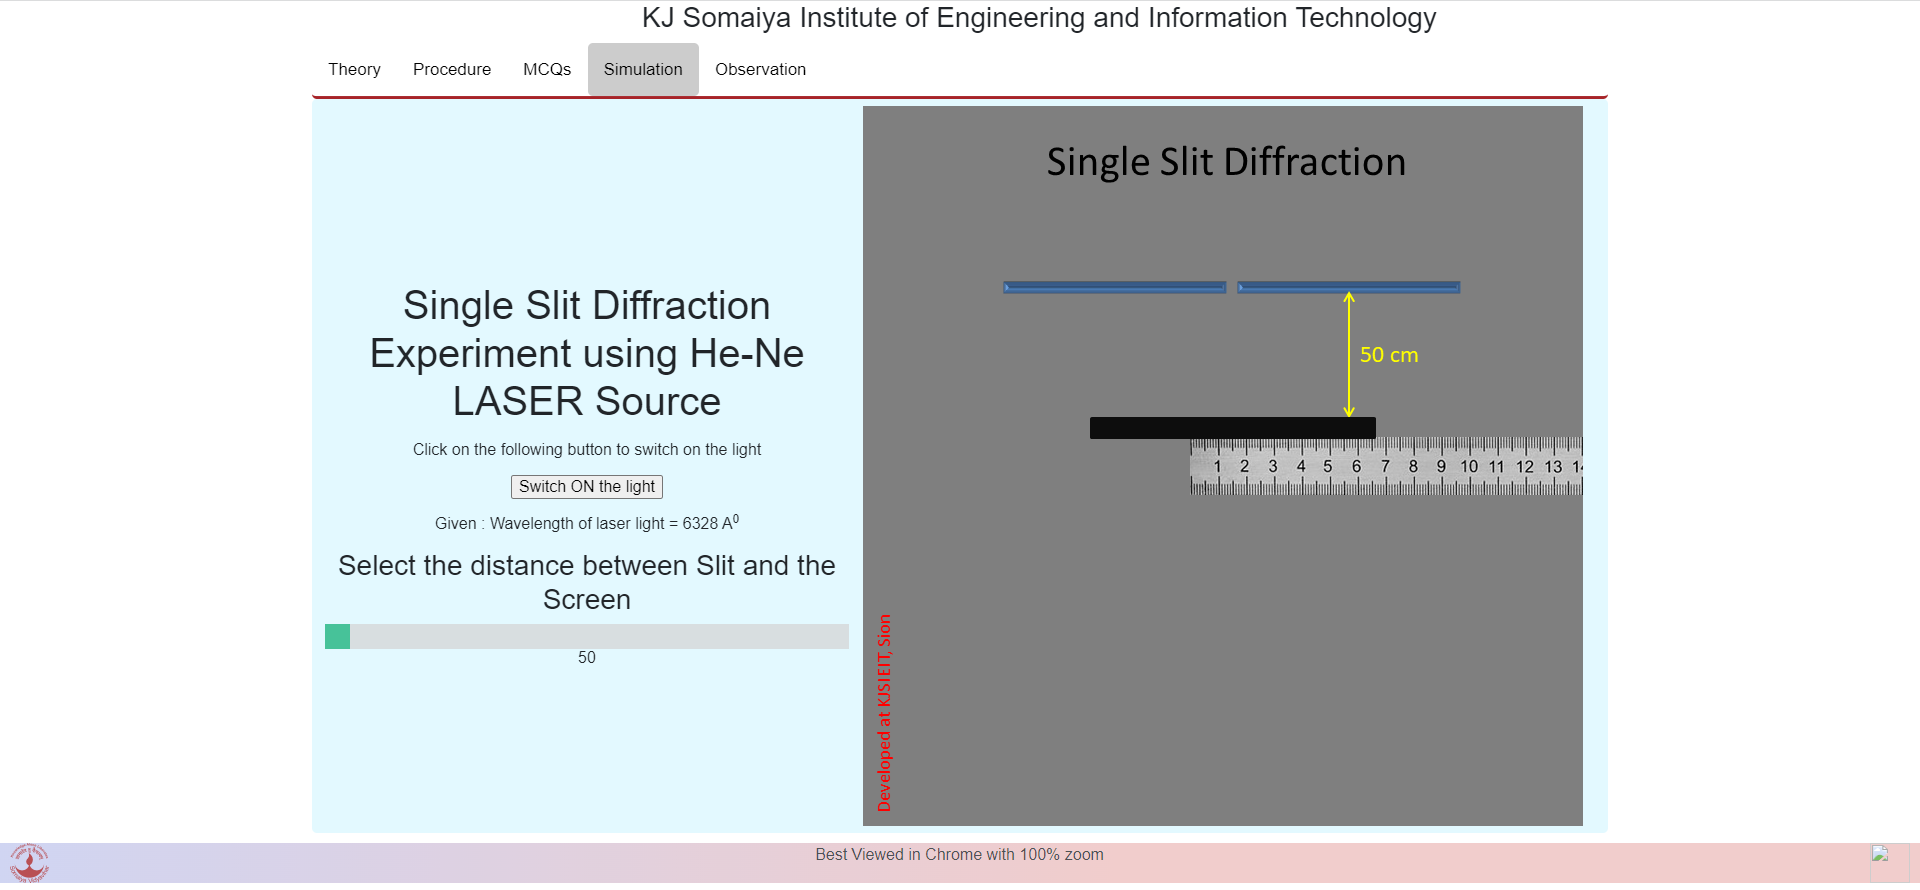 KJ Somaiya Institute of Engineering and Information Technology
Theory Procedure MCQs Simulation Observation
Single Slit Diffraction
Experiment using He-Ne
LASER Source
Click on the following button to switch on the light
Switch ON the light
Given : Wavelength of laser light = 6328 A⁰
Select the distance between Slit and the
Screen
50
Single Slit Diffraction
50 cm
1 2 3 4 5 6 7 8 9 10 11 12 13
Developed at KJSIEIT, Sion
Best Viewed in Chrome with 100% zoom